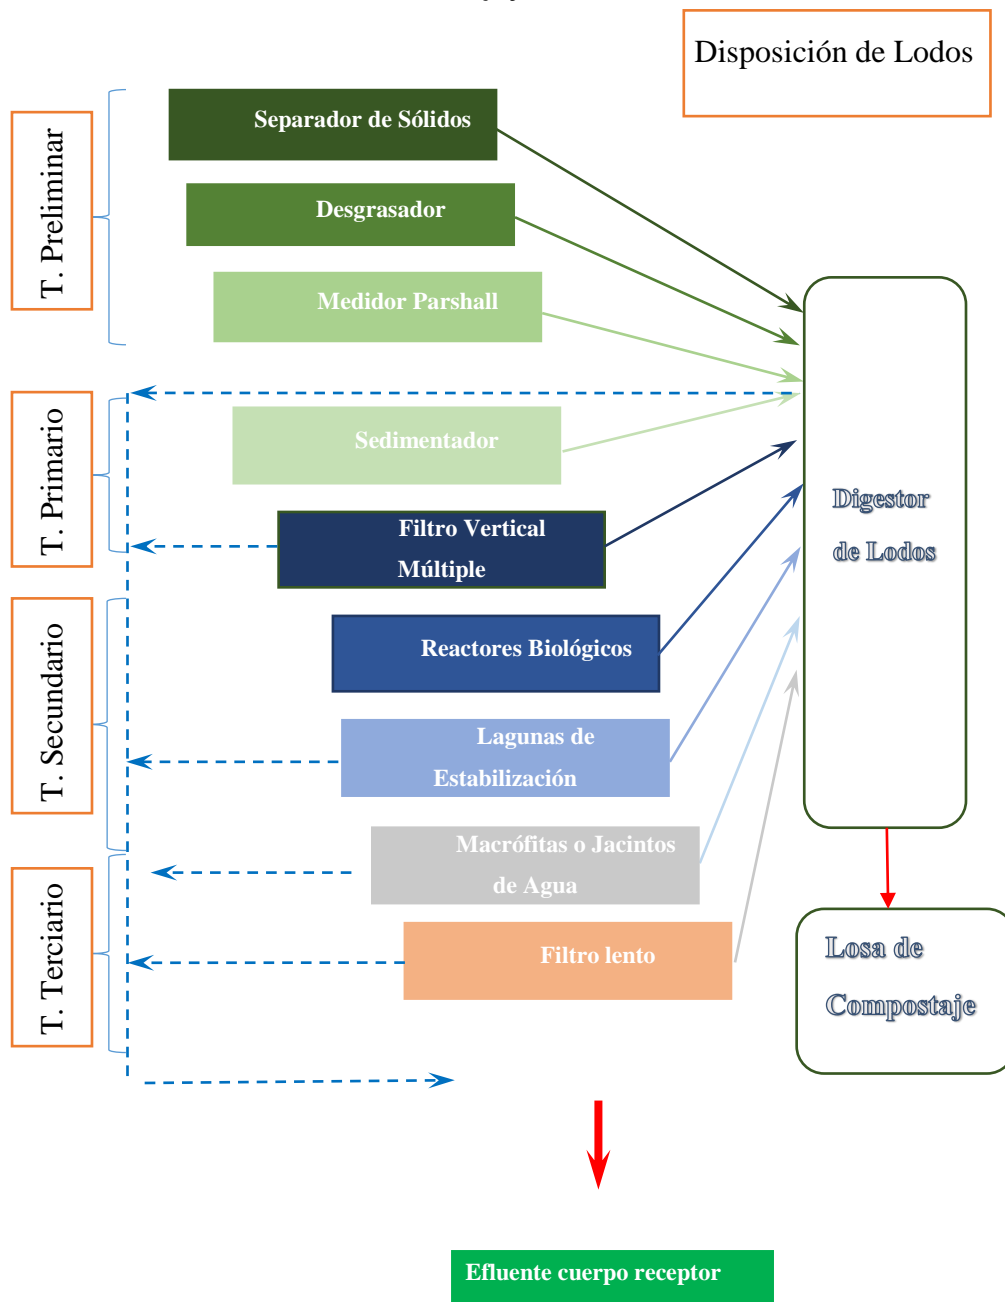 Disposición de Lodos
T. Preliminar
Separador de Sólidos
Desgrasador
Medidor Parshall
T. Primario
Sedimentador
Filtro Vertical
Múltiple
Digestor
de Lodos
T. Secundario
Reactores Biológicos
Lagunas de
Estabilización
T. Terciario
Macrófitas o Jacintos
de Agua
Filtro lento
Losa de
Compostaje
Efluente cuerpo receptor